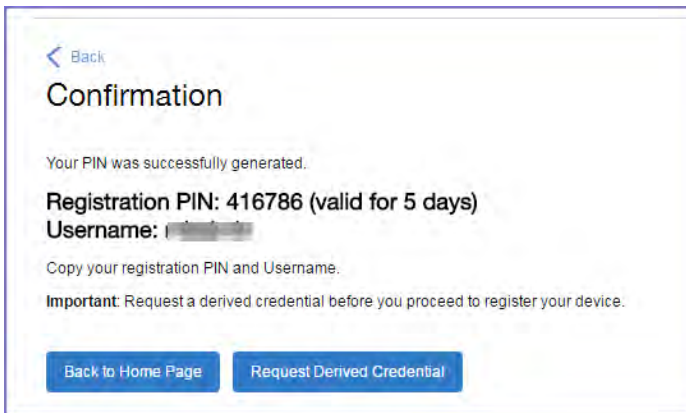 Back
Confirmation
Your PIN was successfully generated.
Registration PIN: 416786 (valid for 5 days)
Username:
Copy your registration PIN and Username.
Important: Request a derived credential before you proceed to register your device.
Back to Home Page
Request Derived Credential